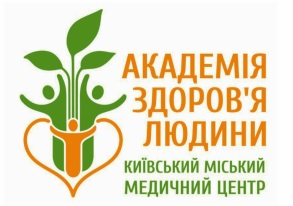 АКАДЕМІЯ
ЗДОРОВ'Я
ЛЮДИНИ
КИЇВСЬКИЙ МІСЬКИЙ
МЕДИЧНИЙ ЦЕНТР